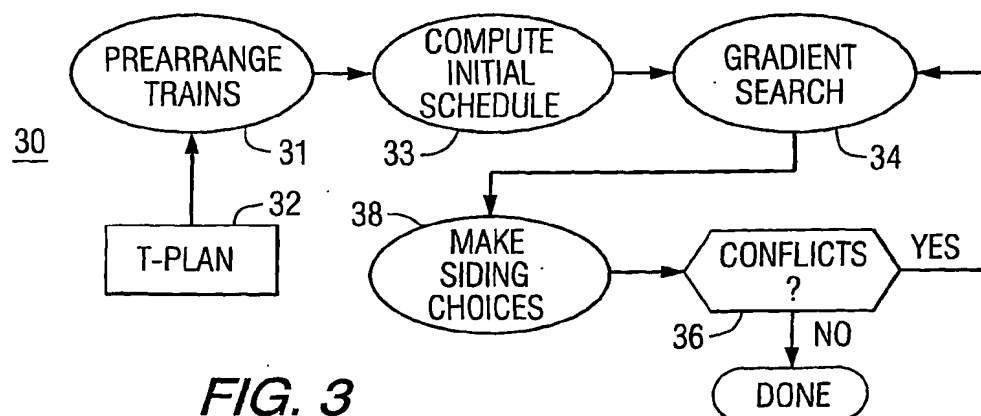 PREARRANGE
TRAINS
31
COMPUTE
INITIAL
SCHEDULE
33
GRADIENT
SEARCH
34
30
32
T-PLAN
38
MAKE
SIDING
CHOICES
CONFLICTS
?
36
YES
NO
DONE
FIG. 3